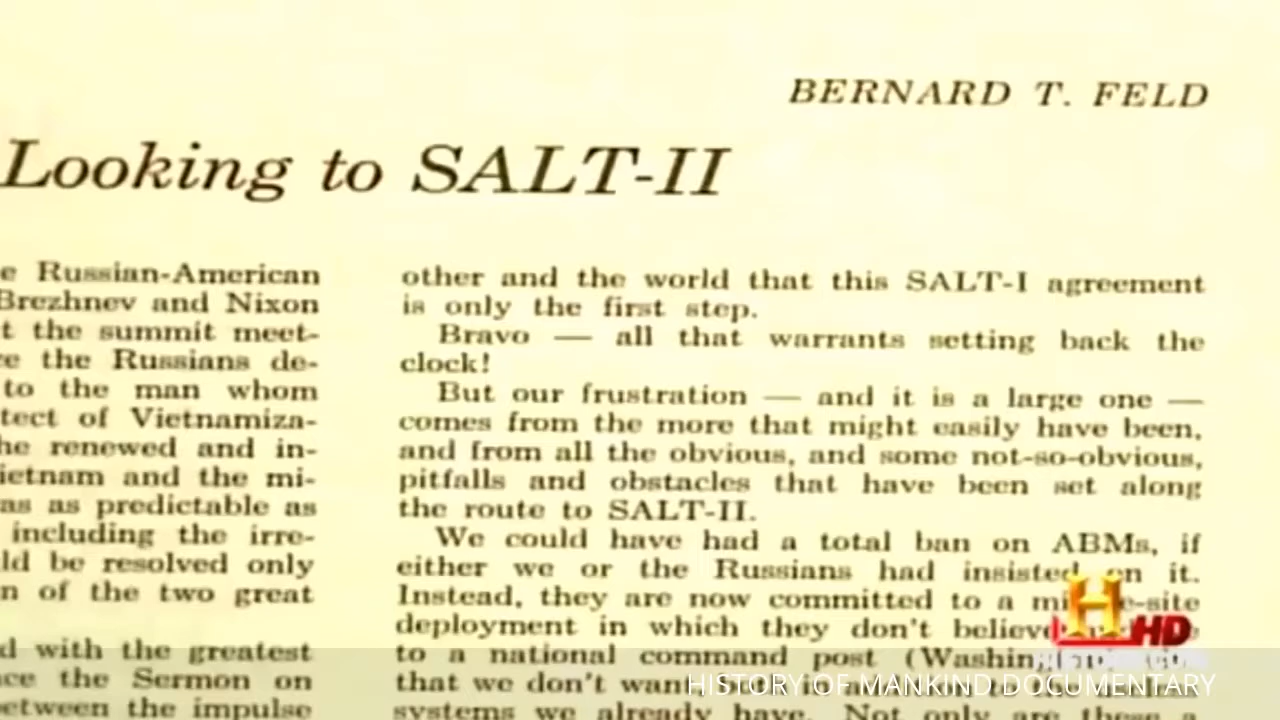 BERNARD T. FELD
Looking to SALT-II
e Russian-American
Brezhnev and Nixon
t the summit meet-
e the Russians de-
to the man whom
tect of Vietnamiza-
he renewed and in-
ietnam and the mi-
as as predictable as
including the irre-
ld be resolved only
n of the two great
d with the greatest
ce the Sermon on
etween the impulse
other and the world that this SALT-I agreement
is only the first step.
Bravo — all that warrants setting back the
clock!
But our frustration — and it is a large one —
comes from the more that might easily have been,
and from all the obvious, and some not-so-obvious,
pitfalls and obstacles that have been set along
the route to SALT-II.
We could have had a total ban on ABMs, if
either we or the Russians had insisted on it.
Instead, they are now committed to a mi e-site
deployment in which they don't believe
to a national command post (Washing
that we don't want
systems we already have. Not only are these a
H HD
HISTORY OF MANKIND DOCUMENTARY